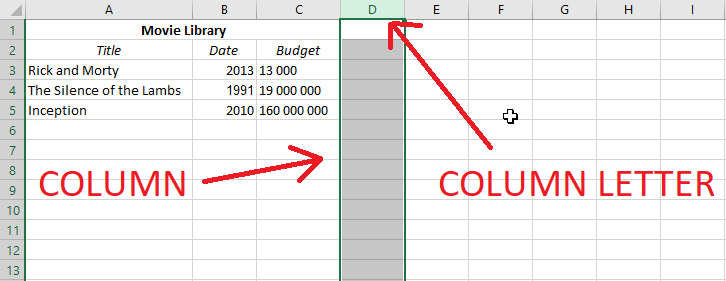 A B C D E F G H I
1 Movie Library
2 Title Date Budget
3 Rick and Morty 2013 13 000
4 The Silence of the Lambs 1991 19 000 000
5 Inception 2010 160 000 000
6
7
8
COLUMN COLUMN LETTER
9
10
11
12
13